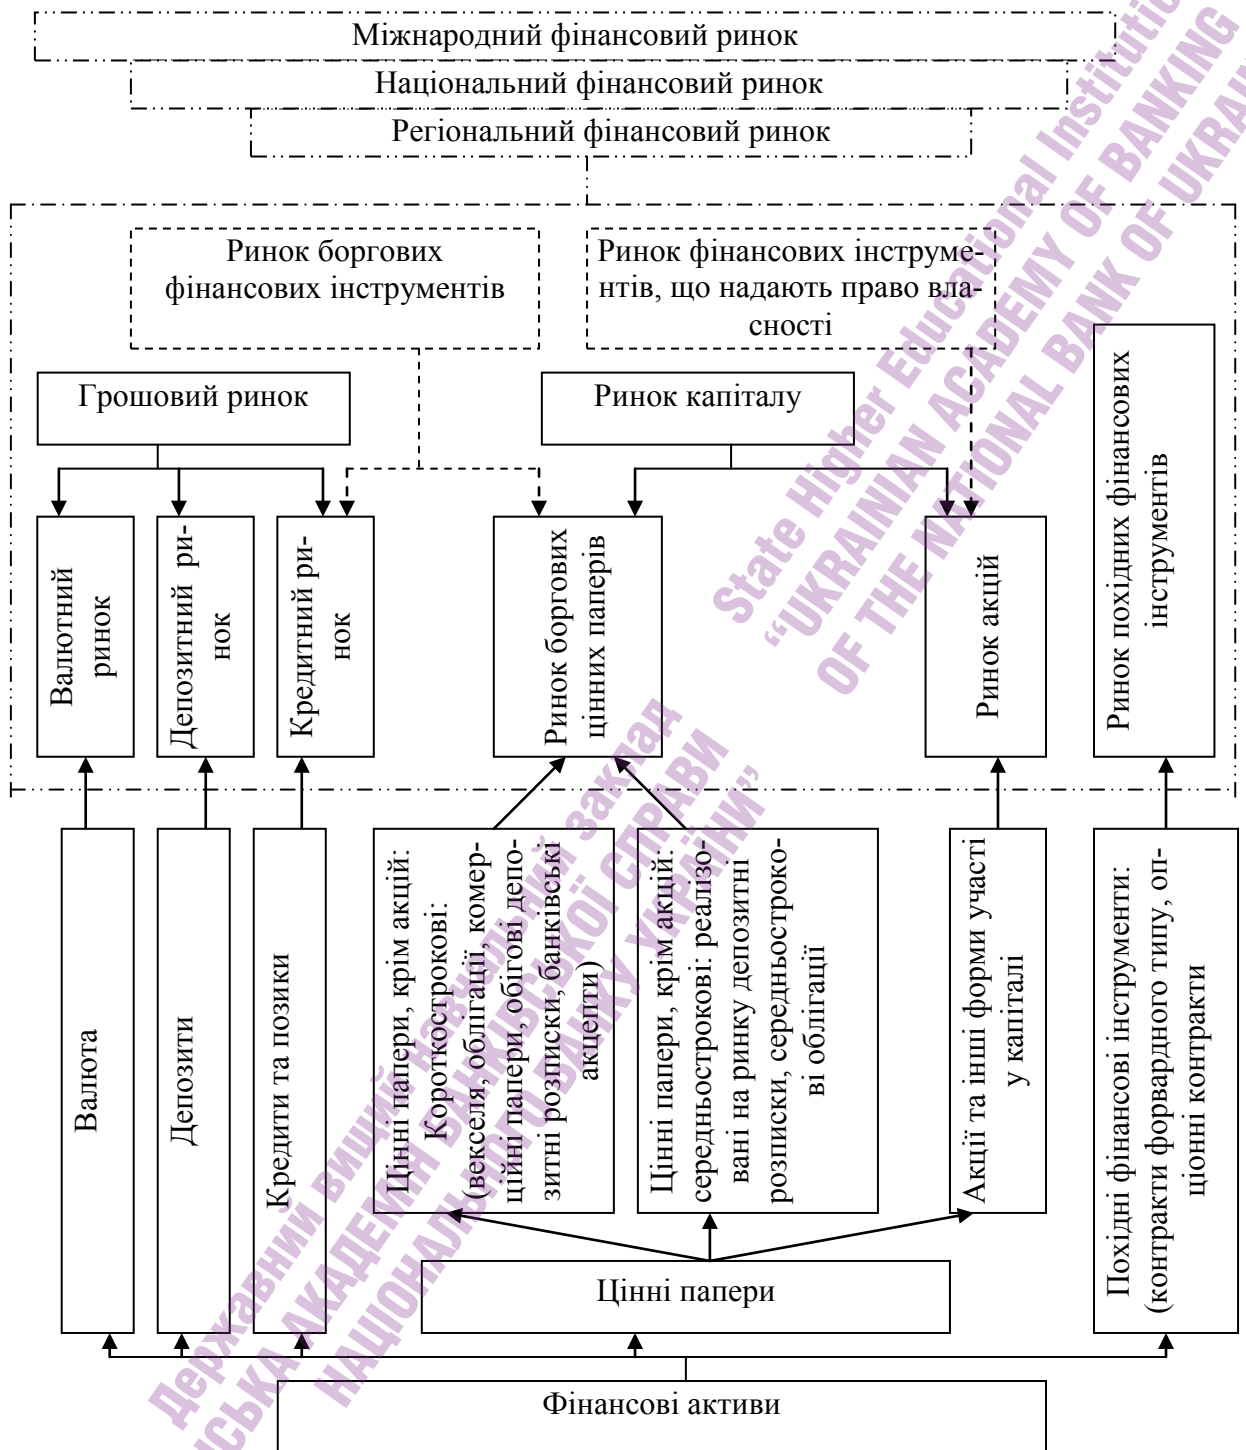 Міжнародний фінансовий ринок
Національний фінансовий ринок
Регіональний фінансовий ринок
Ринок боргових
фінансових інструментів
Ринок фінансових інструме-
нтів, що надають право вла-
сності
Грошовий ринок
Ринок капіталу
Валютний
ринок
Депозитний ри-
нок
Кредитний ри-
нок
Ринок боргових
цінних паперів
Ринок акцій
Ринок похідних фінансових
інструментів
Валюта
Депозити
Кредити та позики
Цінні папери, крім акцій:
Короткострокові:
(векселя, облігації, комер-
ційні папери, обігові депо-
зитні розписки, банківські
акцепти)
Цінні папери, крім акцій:
середньострокові: реалізо-
вані на ринку депозитні
розписки, середньостроко-
ві облігації
Акції та інші форми участі
у капіталі
Похідні фінансові інструменти:
(контракти форвардного типу, оп-
ціонні контракти
Цінні папери
Фінансові активи
State Higher Educational Institution
“UKRAINIAN ACADEMY OF BANKING
OF THE NATIONAL BANK OF
Державний вищий навчальний заклад
АКАДЕМІЯ БАНКІВСЬКОЇ СПРАВИ
НАЦІОНАЛЬНОГО БАНКУ УКРАЇНИ”